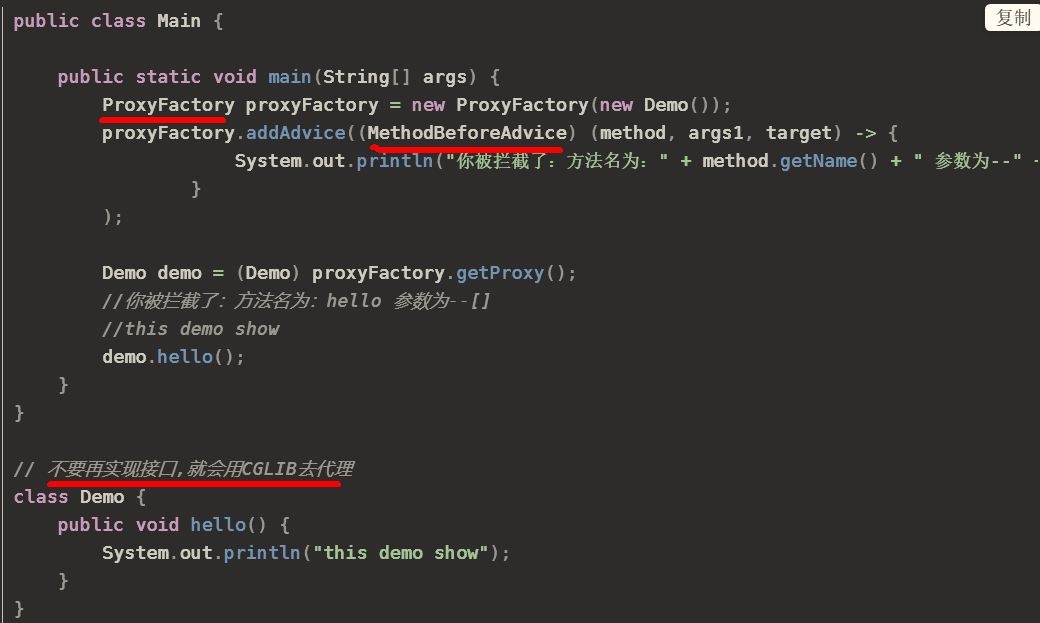 public class Main {
复制
    public static void main(String[] args) {
        ProxyFactory proxyFactory = new ProxyFactory(new Demo());
        proxyFactory.addAdvice((MethodBeforeAdvice) (method, args1, target) -> {
                    System.out.println("你被拦截了：方法名为：" + method.getName() + " 参数为--" +
                }
        );
        Demo demo = (Demo) proxyFactory.getProxy();
        //你被拦截了：方法名为：hello 参数为--[]
        //this demo show
        demo.hello();
    }
}
// 不要再实现接口,就会用CGLIB去代理
class Demo {
    public void hello() {
        System.out.println("this demo show");
    }
}